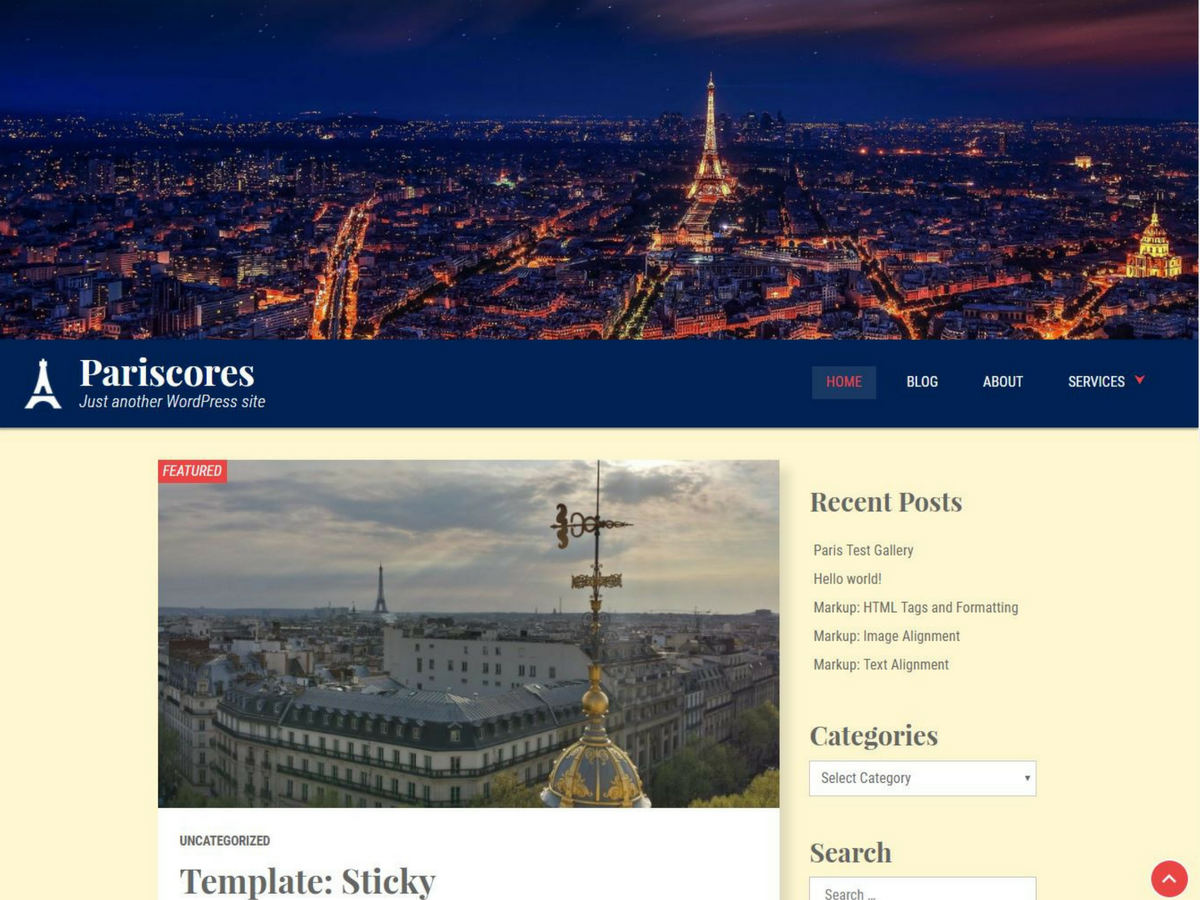 Pariscores
Just another WordPress site
HOME
BLOG
ABOUT
SERVICES
FEATURED
UNCATEGORIZED
Template: Sticky
Recent Posts
Paris Test Gallery
Hello world!
Markup: HTML Tags and Formatting
Markup: Image Alignment
Markup: Text Alignment
Categories
Select Category
Search
Search …